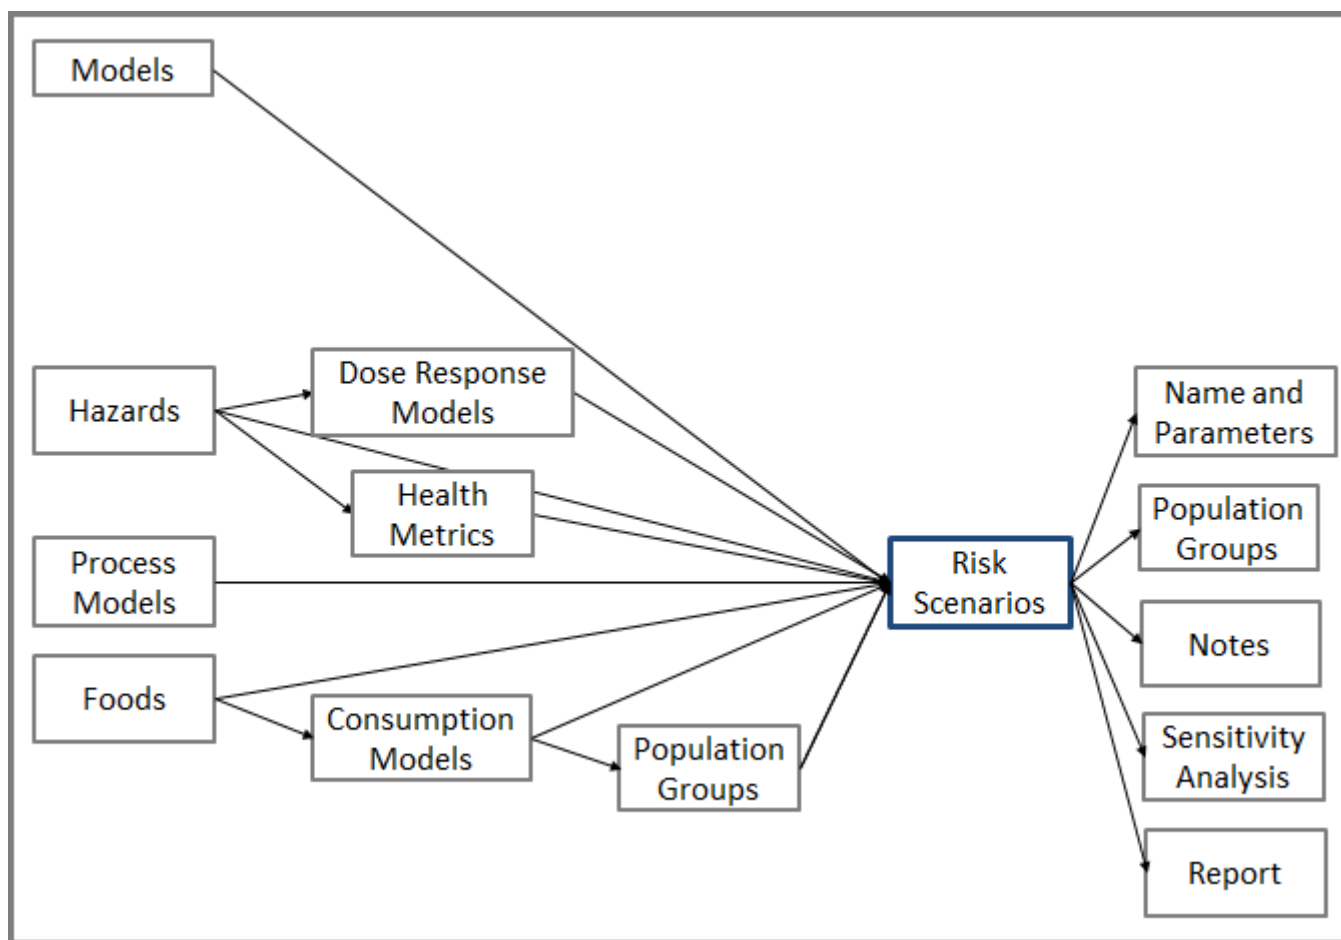 Models
Hazards
Dose Response
Models
Health
Metrics
Process
Models
Foods
Consumption
Models
Population
Groups
Risk
Scenarios
Name and
Parameters
Population
Groups
Notes
Sensitivity
Analysis
Report